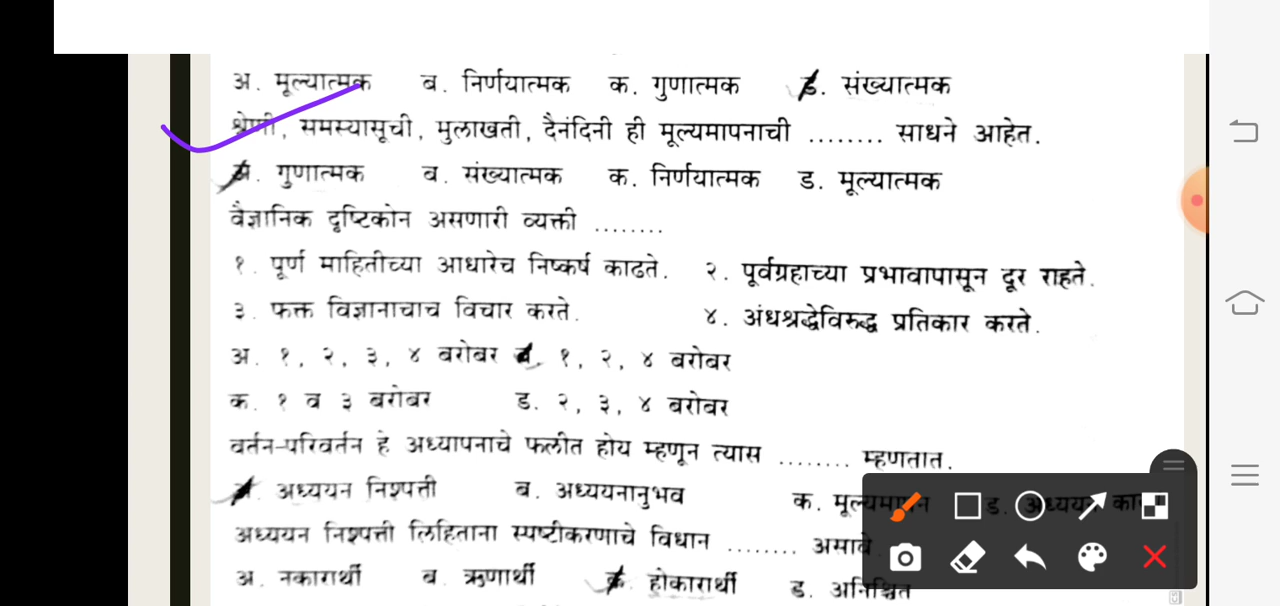 अ. मूल्यात्मक ब. निर्णयात्मक क. गुणात्मक ड. संख्यात्मक
श्रेणी, समस्यासूची, मुलाखती, दैनंदिनी ही मूल्यमापनाची ........ साधने आहेत.
अ. गुणात्मक ब. संख्यात्मक क. निर्णयात्मक ड. मूल्यात्मक
वैज्ञानिक दृष्टिकोन असणारी व्यक्ती ........
१. पूर्ण माहितीच्या आधारेच निष्कर्ष काढते. २. पूर्वग्रहाच्या प्रभावापासून दूर राहते.
३. फक्त विज्ञानाचाच विचार करते. ४. अंधश्रद्धेविरुद्ध प्रतिकार करते.
अ. १, २, ३, ४ बरोबर ब. १, २, ४ बरोबर
क. १ व ३ बरोबर ड. २, ३, ४ बरोबर
वर्तन-परिवर्तन हे अध्यापनाचे फलीत होय म्हणून त्यास ........ म्हणतात.
अ. अध्ययन निश्पत्ती ब. अध्ययनानुभव क. मूल्यमापन ड. अध्ययन
अध्ययन निश्पत्ती लिहिताना स्पष्टीकरणाचे विधान ........ असावे
अ. नकारार्थी ब. ऋणार्थी क. होकारार्थी ड. अनिश्चित